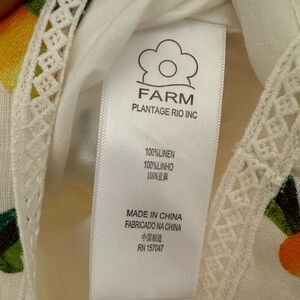 FARM
PLANTAGE RIO INC
100%LINEN
100%LINHO
100%亚麻
MADE IN CHINA
FABRICADO NA CHINA
中国制造
RN 157047